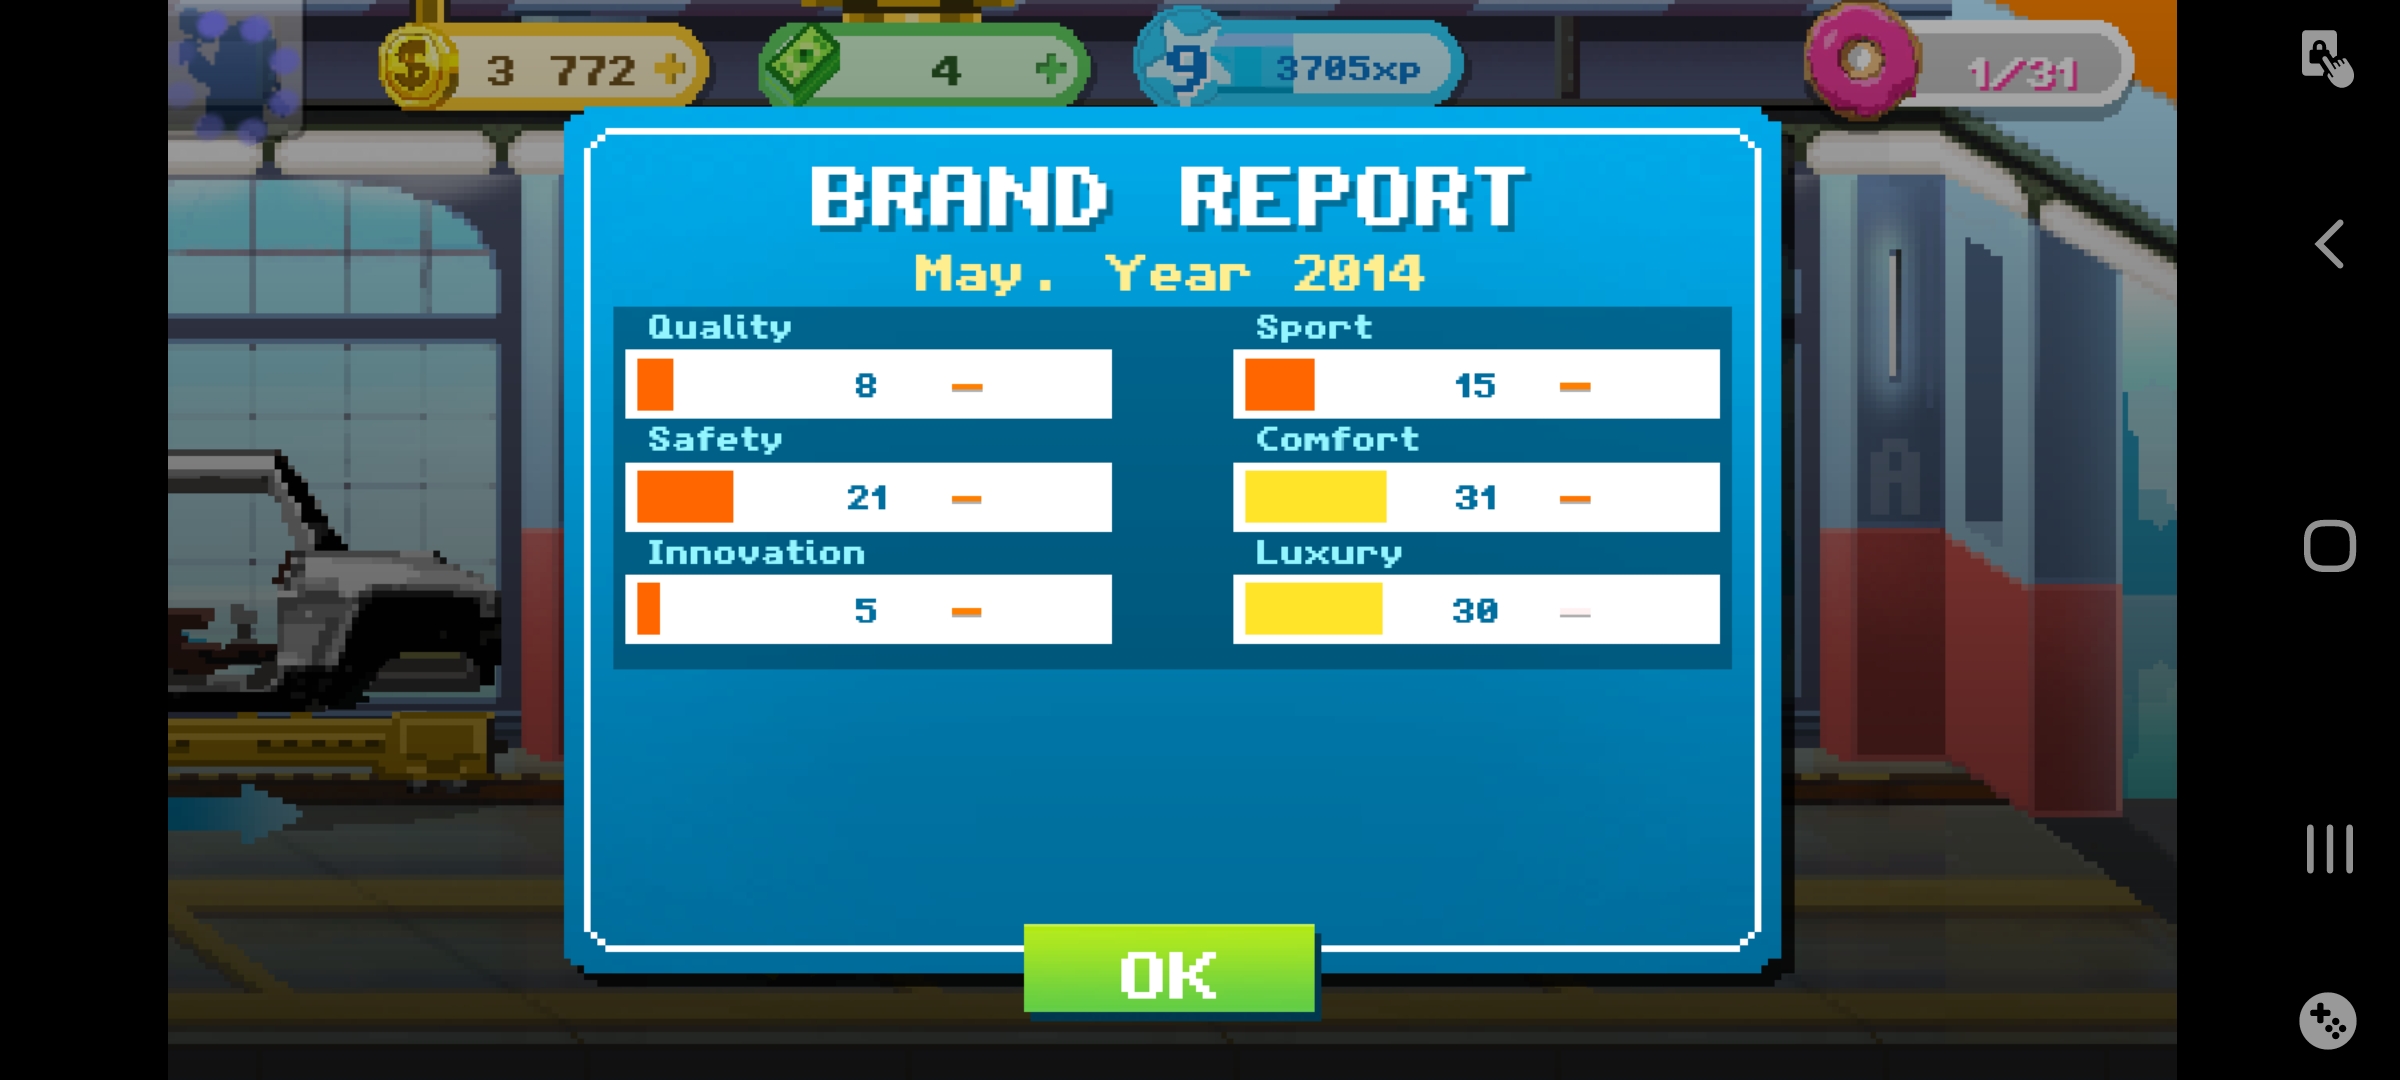 3 772 +
4 +
9 3705xp
1/31
BRAND REPORT
May. Year 2014
Quality
8 –
Sport
15 –
Safety
21 –
Comfort
31 –
Innovation
5 –
Luxury
30 –
A
OK